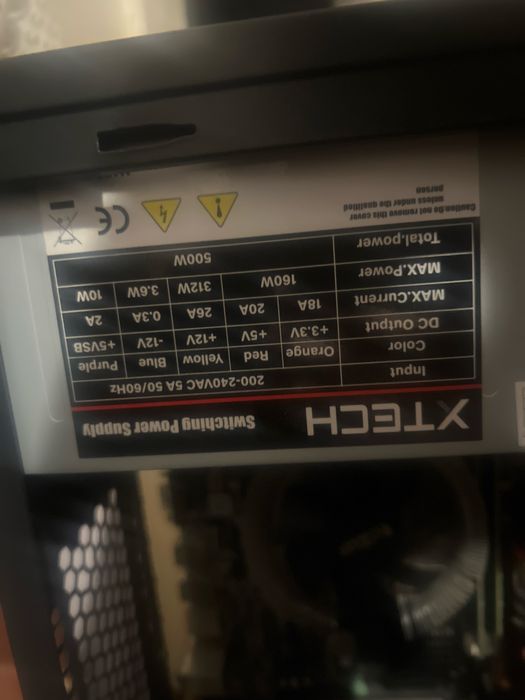 XTECH Switching Power Supply
Input 200-240VAC 5A 50/60Hz
Color Orange Red Yellow Blue Purple
DC Output +3.3V +5V +12V -12V +5VSB
MAX.Current 18A 20A 26A 0.3A 2A
MAX.Power 160W 312W 3.6W 10W
Total.power 500W
Caution:Do not remove this cover
unless under the qualified
person
CE